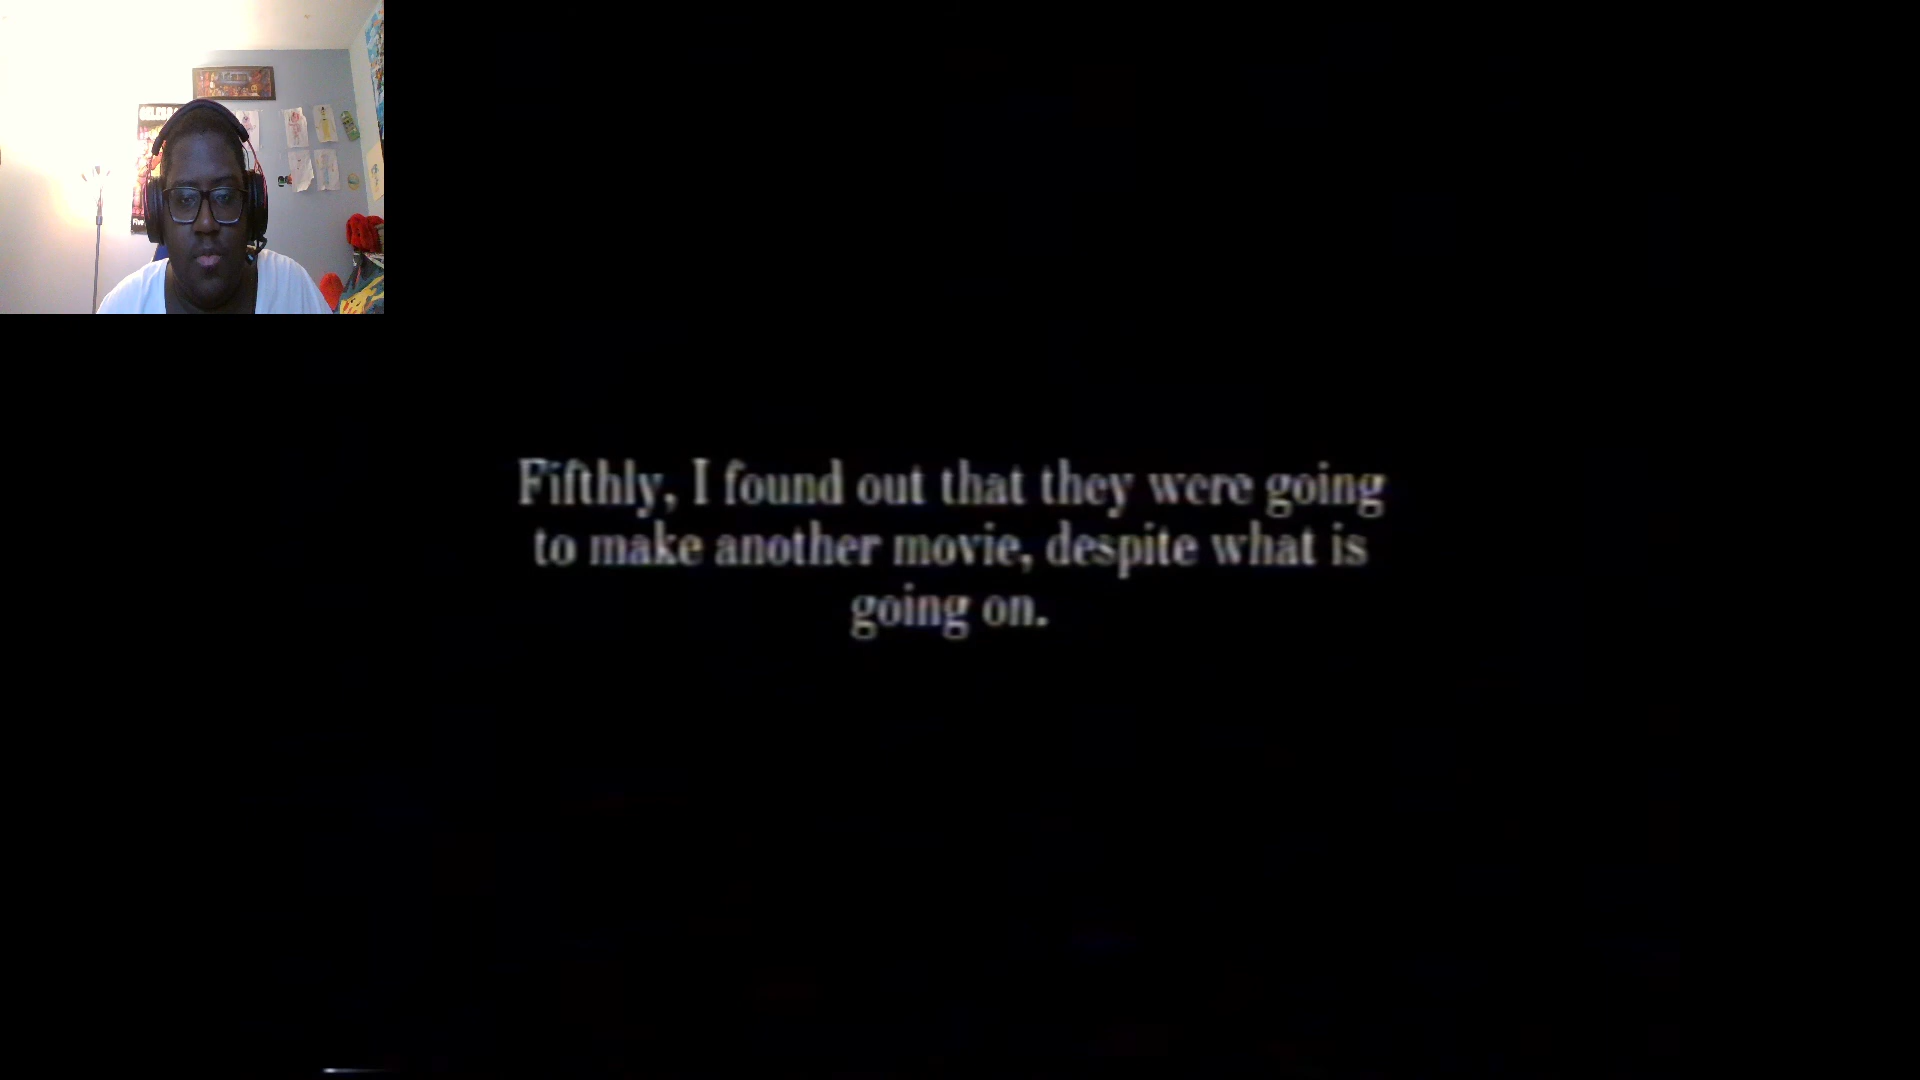 Fifthly, I found out that they were going
to make another movie, despite what is
going on.